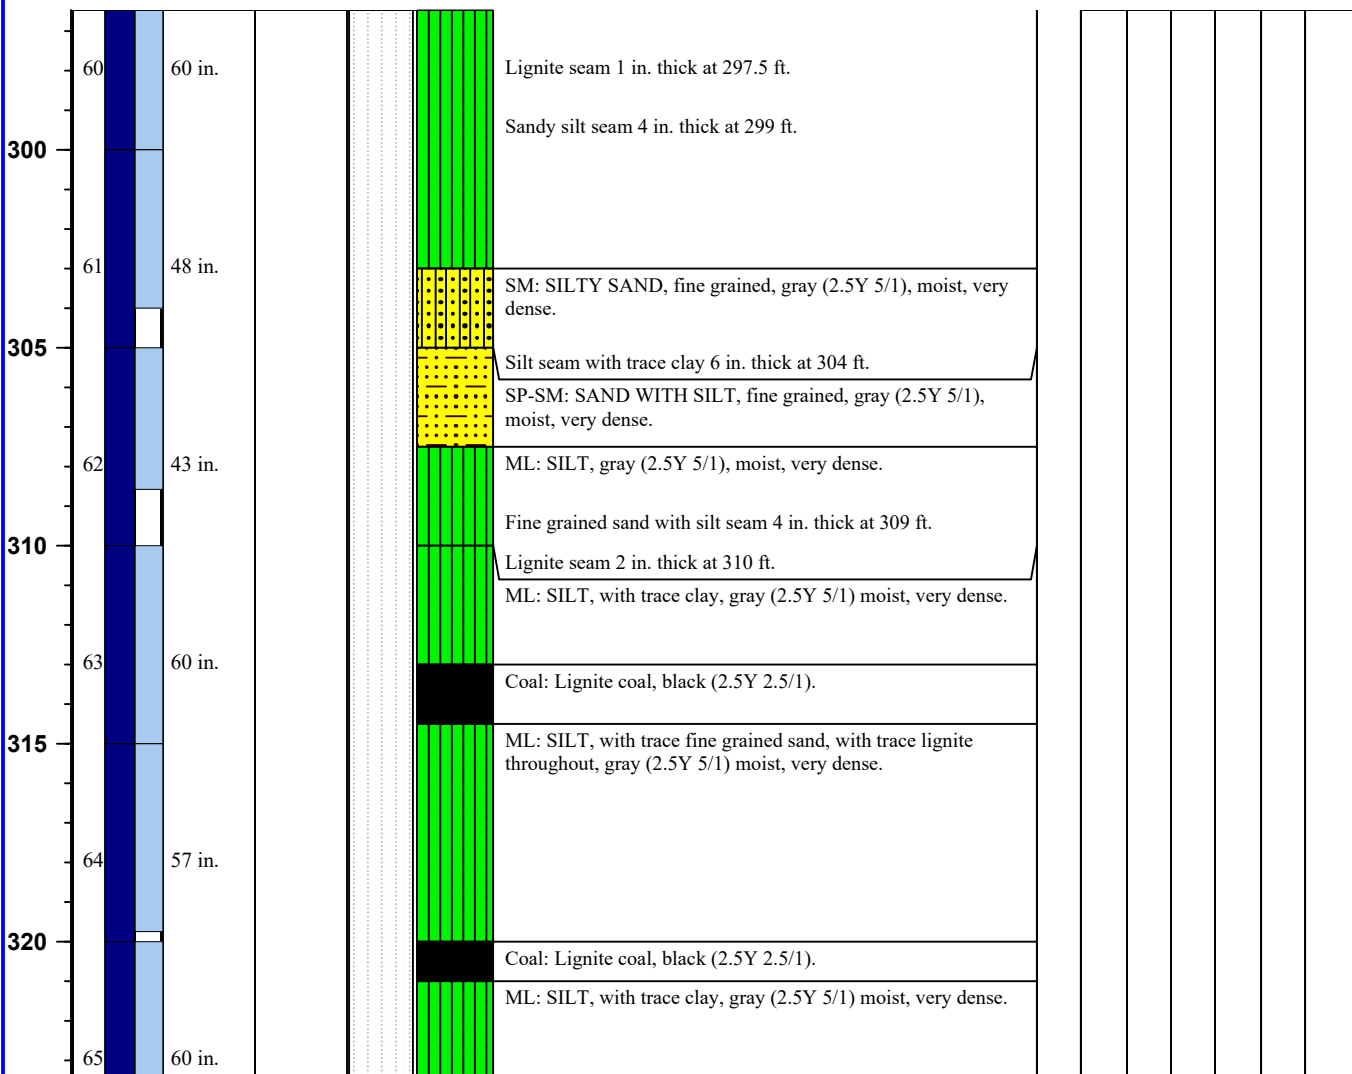 60 60 in. Lignite seam 1 in. thick at 297.5 ft.
Sandy silt seam 4 in. thick at 299 ft.
300
61 48 in.
SM: SILTY SAND, fine grained, gray (2.5Y 5/1), moist, very
dense.
305
Silt seam with trace clay 6 in. thick at 304 ft.
SP-SM: SAND WITH SILT, fine grained, gray (2.5Y 5/1),
moist, very dense.
62 43 in. ML: SILT, gray (2.5Y 5/1), moist, very dense.
Fine grained sand with silt seam 4 in. thick at 309 ft.
310
Lignite seam 2 in. thick at 310 ft.
ML: SILT, with trace clay, gray (2.5Y 5/1) moist, very dense.
63 60 in.
Coal: Lignite coal, black (2.5Y 2.5/1).
315
ML: SILT, with trace fine grained sand, with trace lignite
throughout, gray (2.5Y 5/1) moist, very dense.
64 57 in.
320
Coal: Lignite coal, black (2.5Y 2.5/1).
ML: SILT, with trace clay, gray (2.5Y 5/1) moist, very dense.
65 60 in.